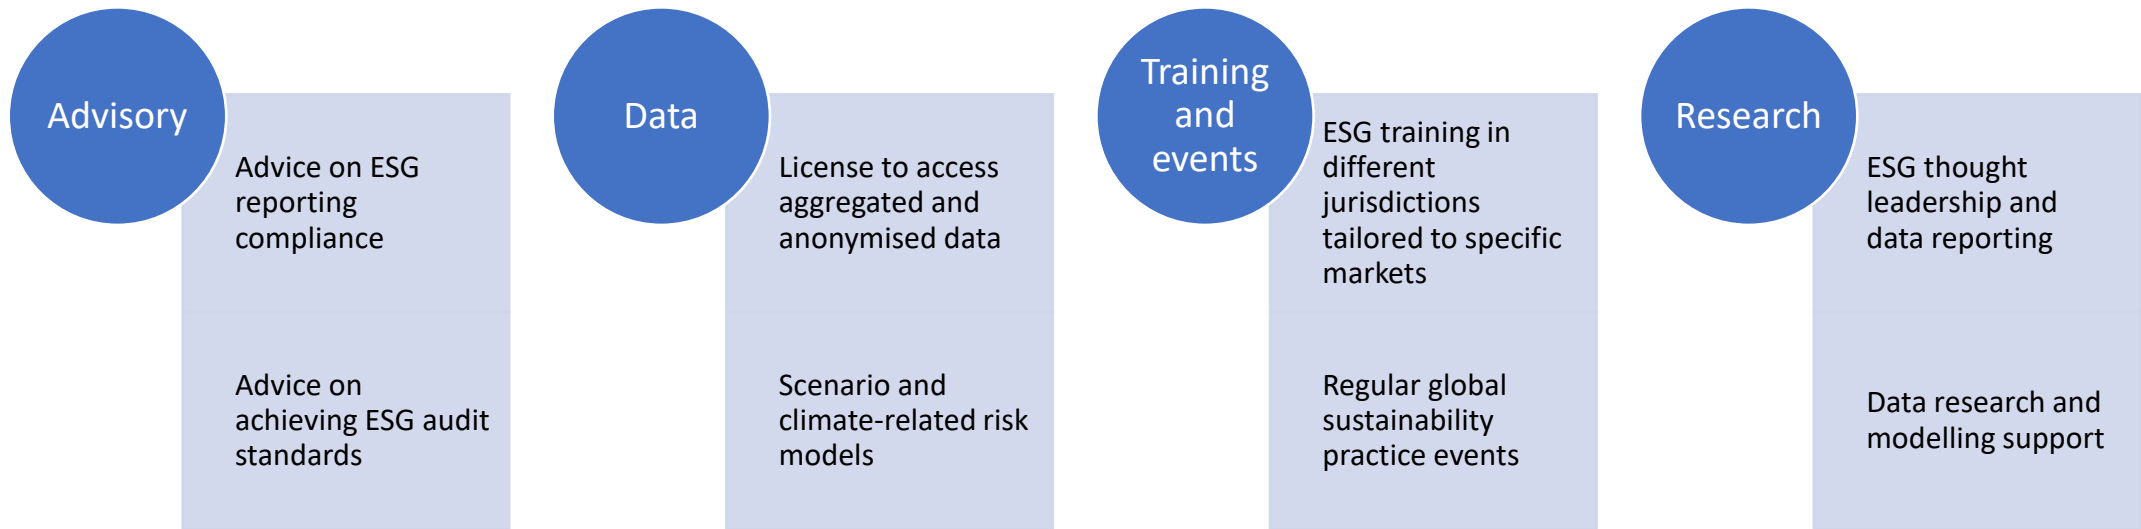 Advisory
Advice on ESG
reporting
compliance
Advice on
achieving ESG audit
standards
Data
License to access
aggregated and
anonymised data
Scenario and
climate-related risk
models
Training
and
events
ESG training in
different
jurisdictions
tailored to specific
markets
Regular global
sustainability
practice events
Research
ESG thought
leadership and
data reporting
Data research and
modelling support